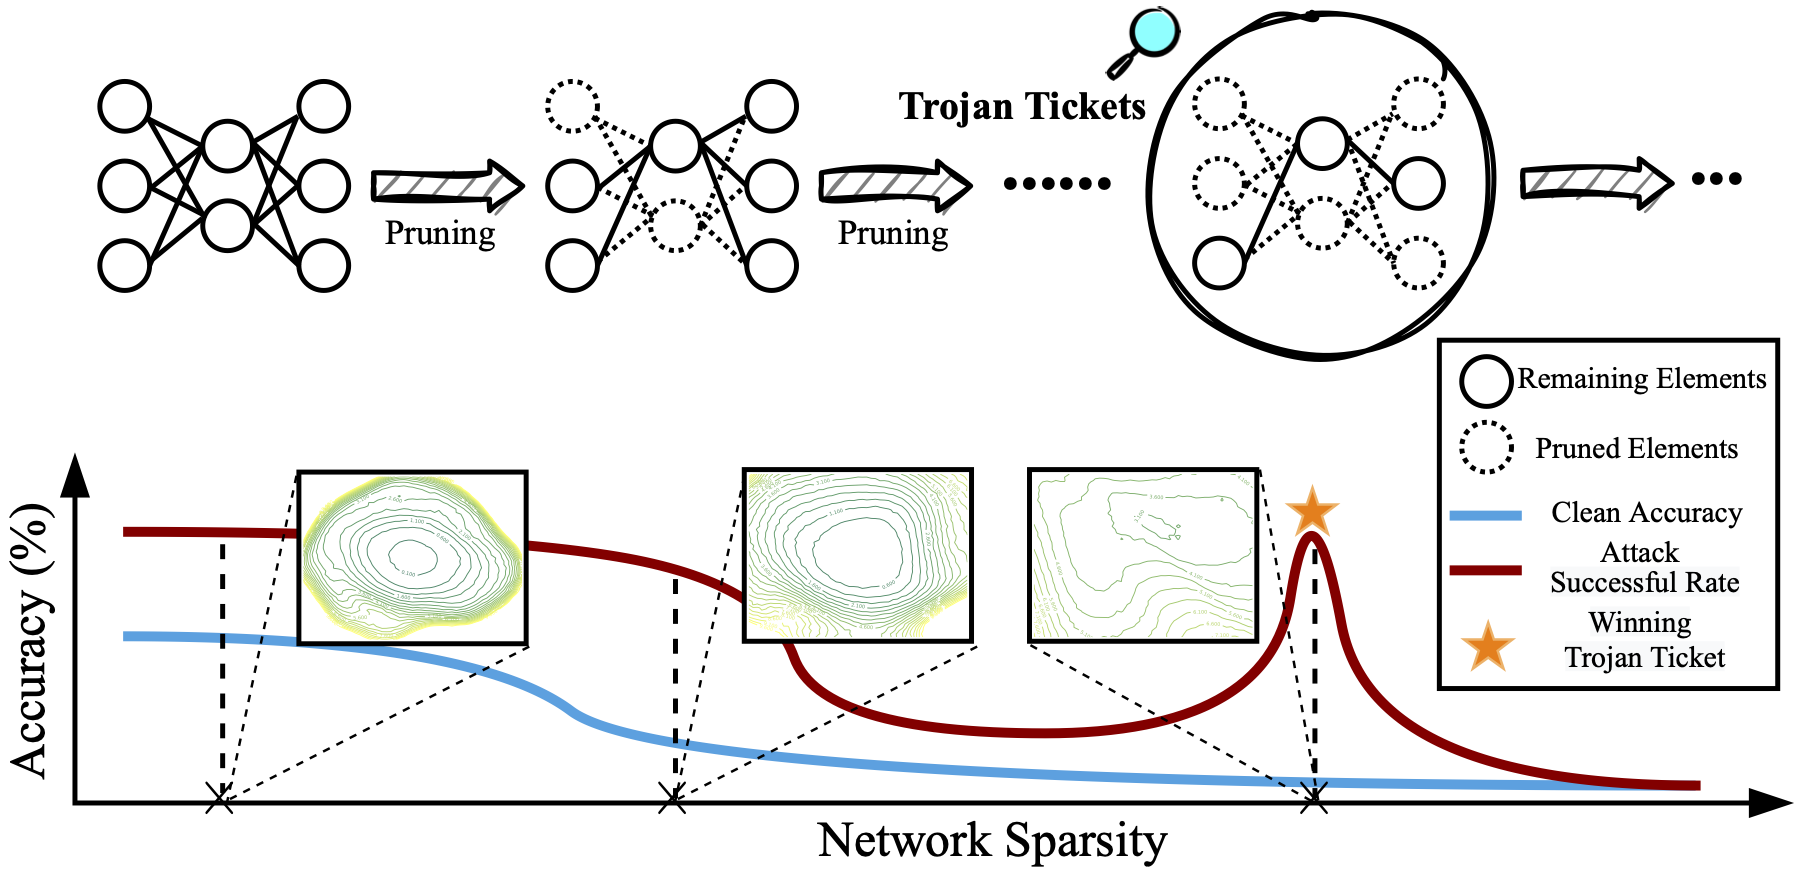 Trojan Tickets
Pruning
Pruning
Remaining Elements
Pruned Elements
Clean Accuracy
Attack
Successful Rate
Winning
Trojan Ticket
Accuracy (%)
Network Sparsity